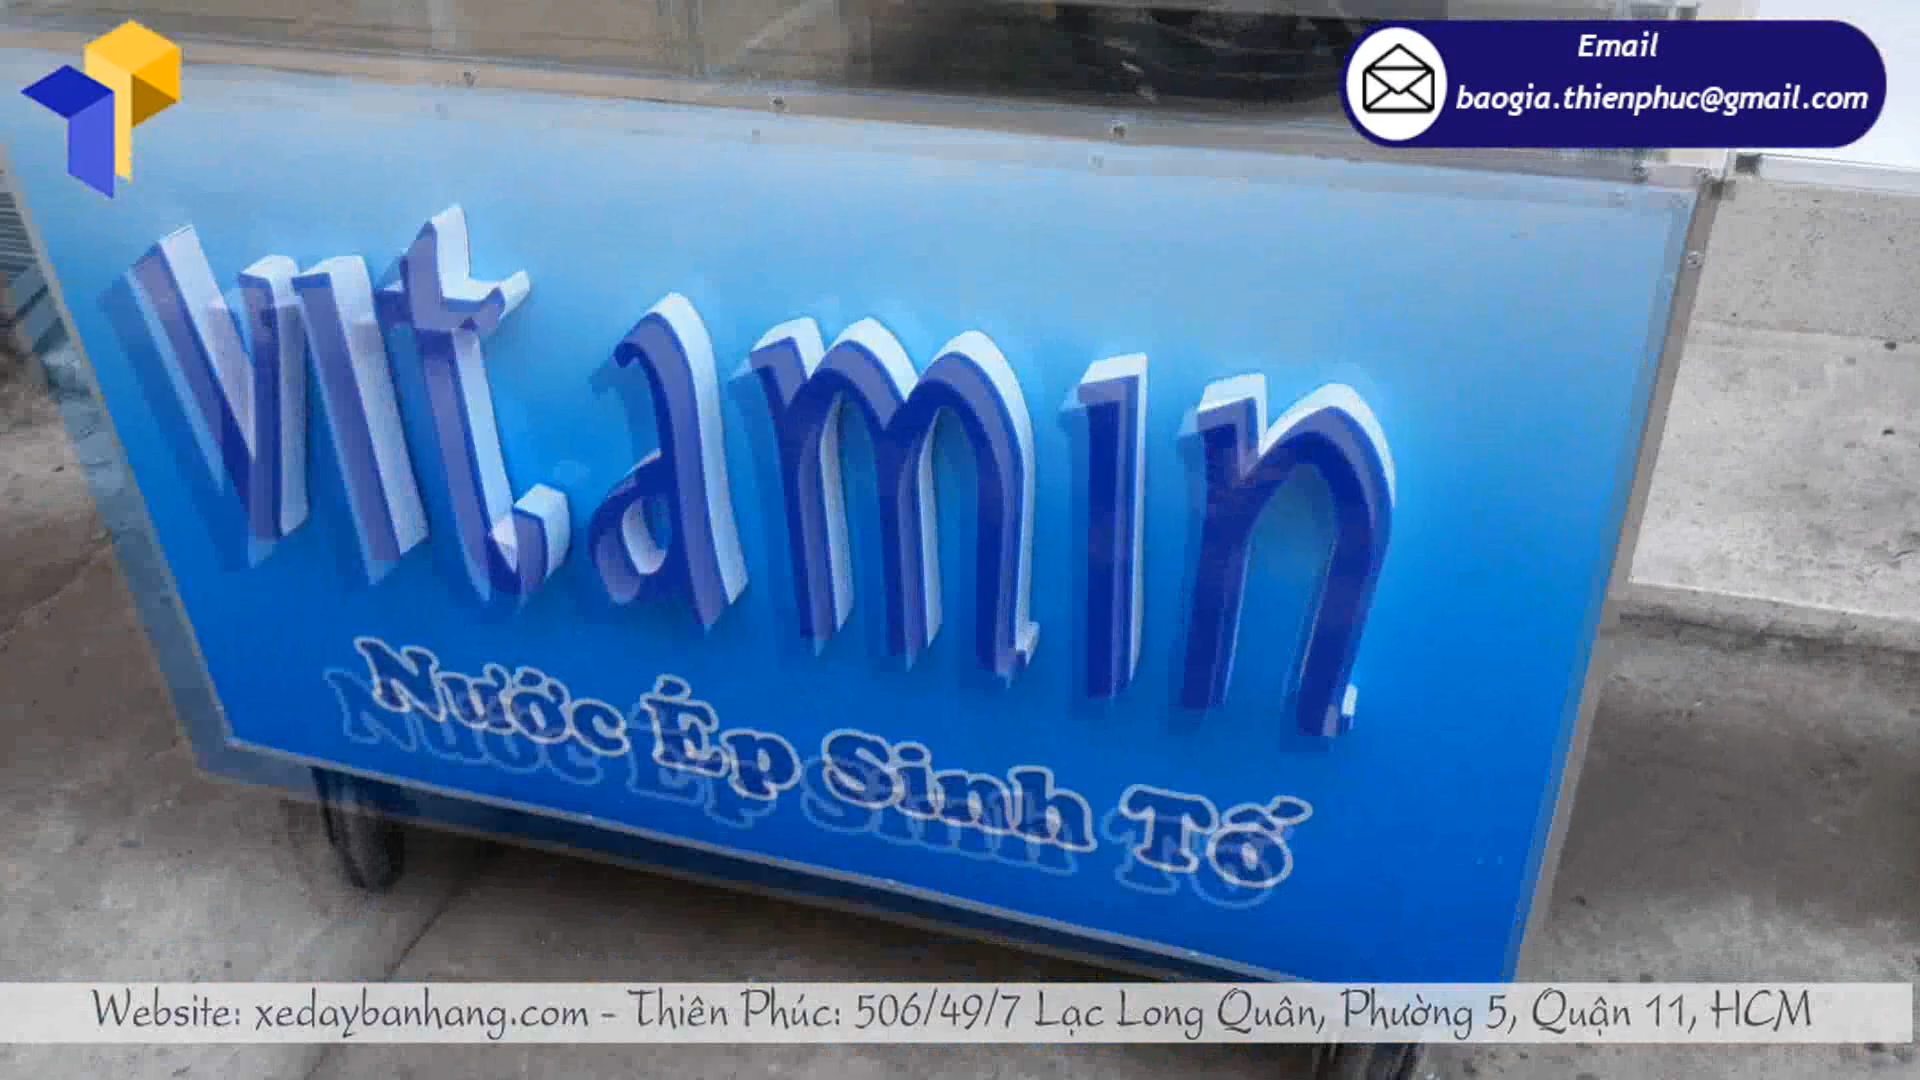 Email
baogia.thienphuc@gmail.com
vitamin
Nước Ép Sinh Tố
Website: xedaybanhang.com - Thiên Phúc: 506/49/7 Lạc Long Quân, Phường 5, Quận 11, HCM